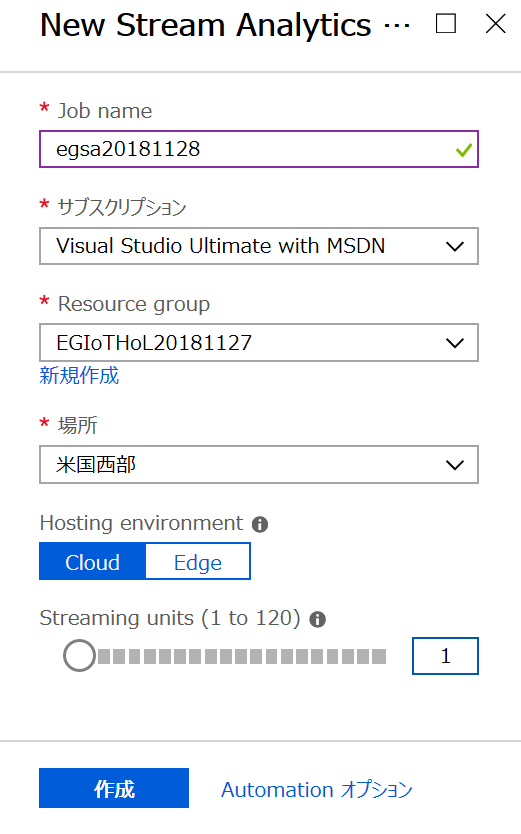 New Stream Analytics ...
* Job name
egsa20181128
* サブスクリプション
Visual Studio Ultimate with MSDN
* Resource group
EGIoTHoL20181127
新規作成
* 場所
米国西部
Hosting environment
Cloud Edge
Streaming units (1 to 120)
1
作成 Automation オプション